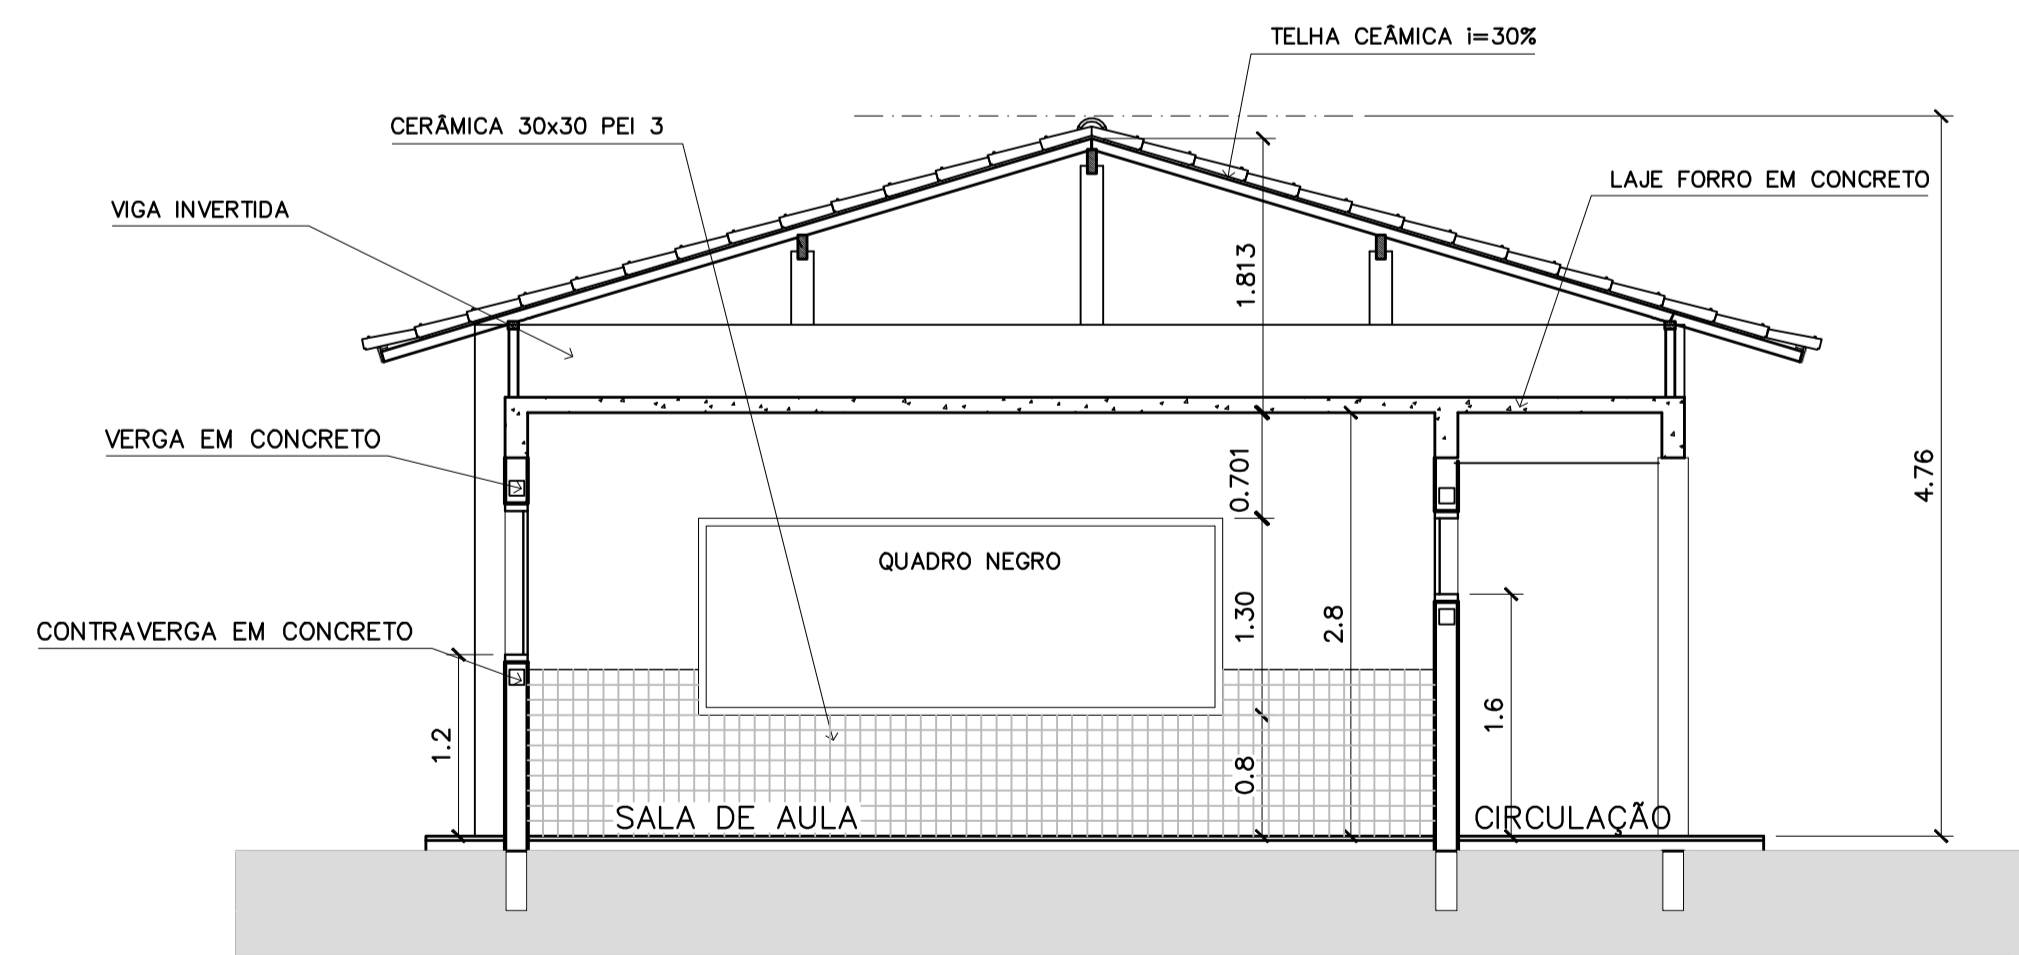 TELHA CEÂMICA i=30%
CERÂMICA 30x30 PEI 3
LAJE FORRO EM CONCRETO
VIGA INVERTIDA
1.813
VERGA EM CONCRETO
0.701
4.76
QUADRO NEGRO
1.30
2.8
CONTRAVERGA EM CONCRETO
1.2
1.6
0.8
SALA DE AULA
CIRCULAÇÃO